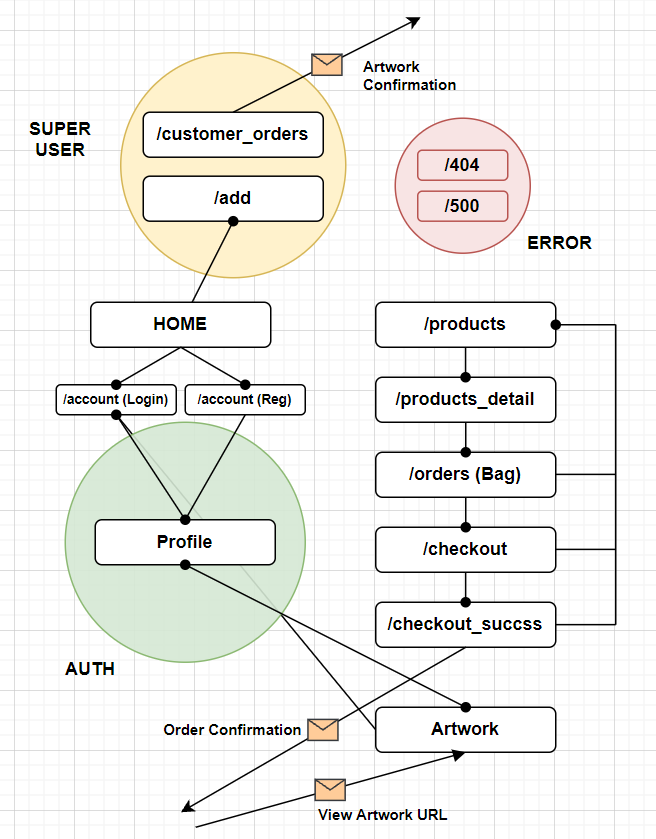 Artwork
Confirmation
SUPER
USER
/customer_orders
/add
/404
/500
ERROR
HOME
/products
/account (Login)
/account (Reg)
/products_detail
/orders (Bag)
Profile
/checkout
/checkout_succss
AUTH
Order Confirmation
Artwork
View Artwork URL